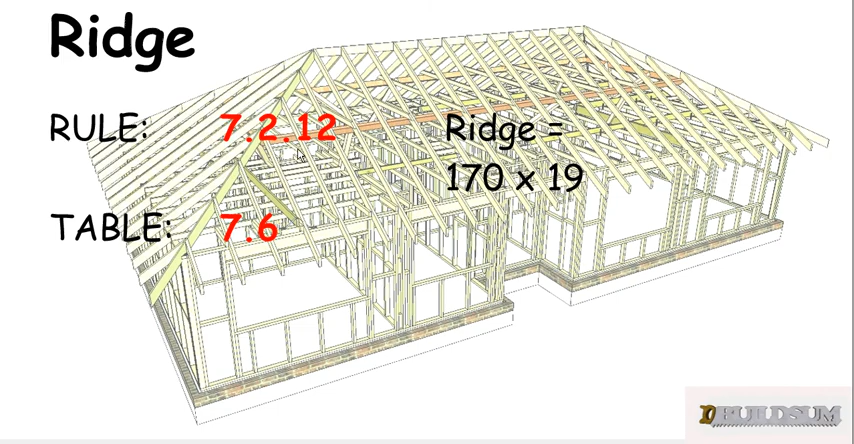 Ridge
RULE: 7.2.12
Ridge =
170 x 19
TABLE: 7.6
BUILDSUM